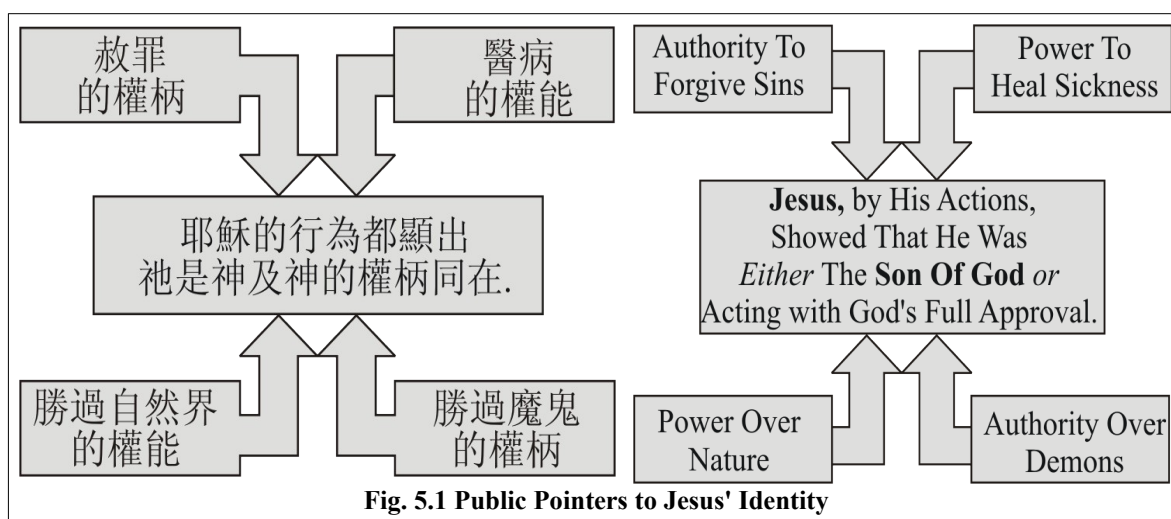 赦罪
的權柄
醫病
的權能
耶穌的行為都顯出
祂是神及神的權柄同在.
勝過自然界
的權能
勝過魔鬼
的權柄
Authority To
Forgive Sins
Power To
Heal Sickness
Jesus, by His Actions,
Showed That He Was
Either The Son Of God or
Acting with God's Full Approval.
Power Over
Nature
Authority Over
Demons
Fig. 5.1 Public Pointers to Jesus' Identity